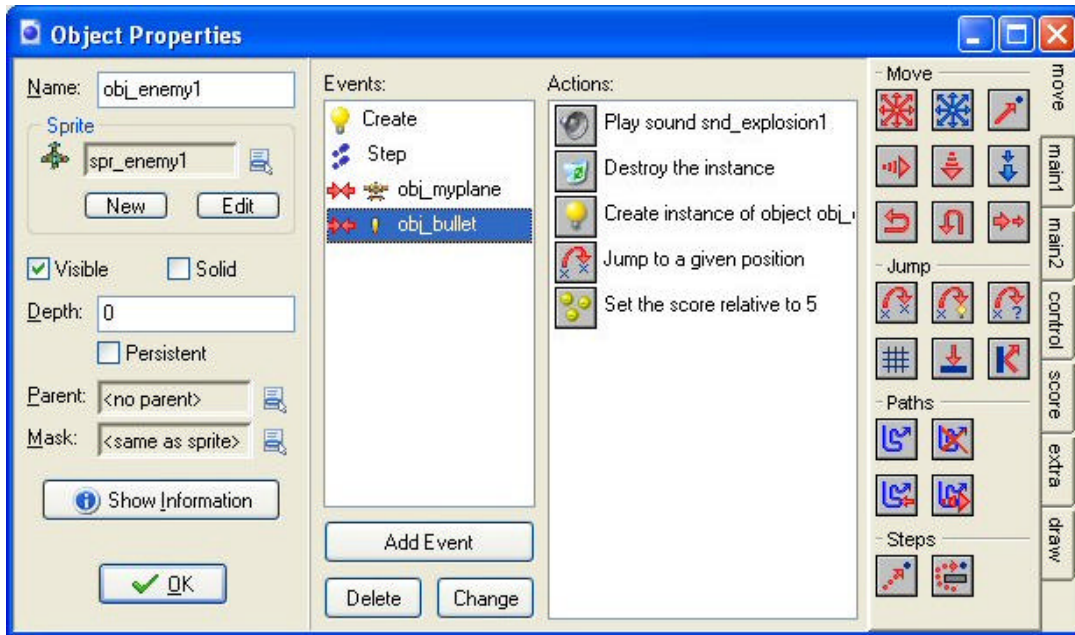 Object Properties
Name: obj_enemy1
Sprite
spr_enemy1
New Edit
Visible Solid
Depth: 0
Persistent
Parent: <no parent>
Mask: <same as sprite>
Show Information
OK
Events:
Create
Step
obj_myplane
obj_bullet
Add Event
Delete Change
Actions:
Play sound snd_explosion1
Destroy the instance
Create instance of object obj_
Jump to a given position
Set the score relative to 5
Move
Jump
Paths
Steps
move
main1
main2
control
score
extra
draw